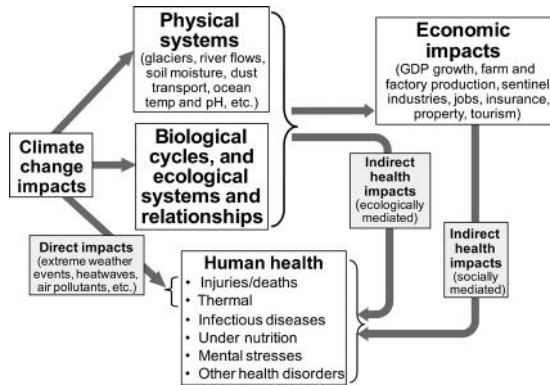 Physical
systems
(glaciers, river flows,
soil moisture, dust
transport, ocean
temp and pH, etc.)
Economic
impacts
(GDP growth, farm and
factory production, sentinel
industries, jobs, insurance,
property, tourism)
Climate
change
impacts
Biological
cycles, and
ecological
systems and
relationships
Indirect
health
impacts
(ecologically
mediated)
Direct impacts
(extreme weather
events, heatwaves,
air pollutants, etc.)
Indirect
health
impacts
(socially
mediated)
Human health
• Injuries/deaths
• Thermal
• Infectious diseases
• Under nutrition
• Mental stresses
• Other health disorders